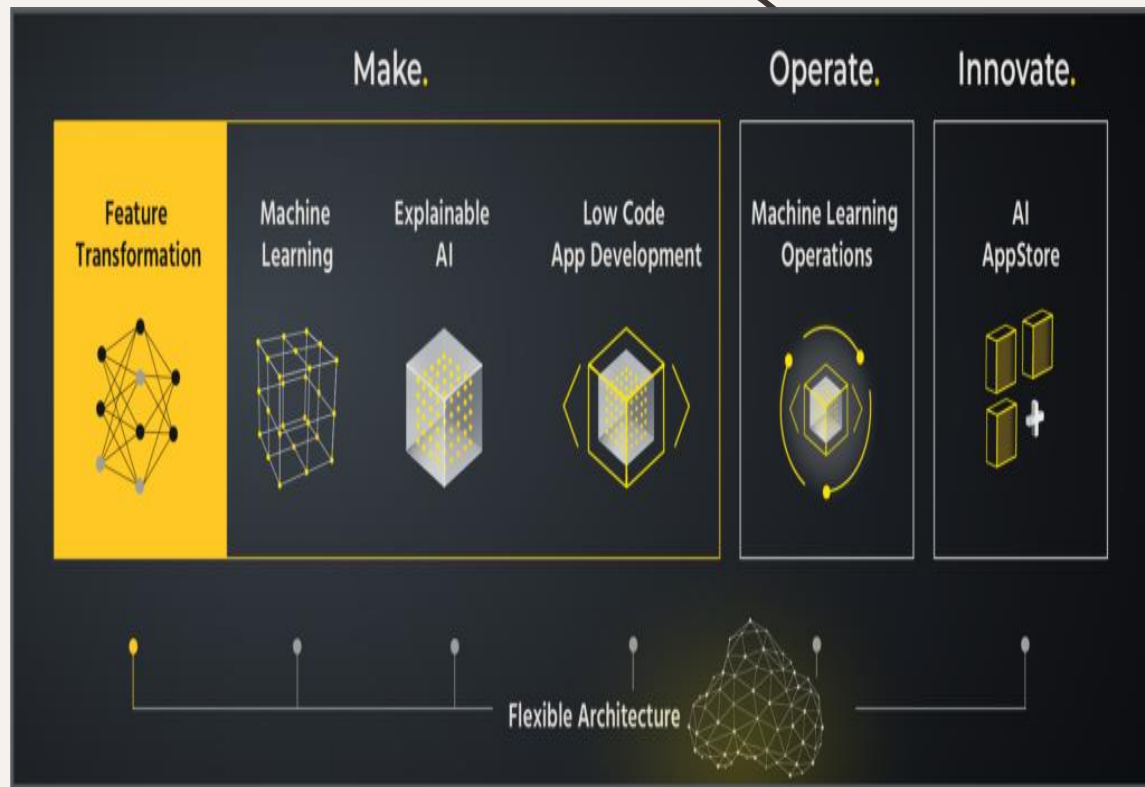 Make.
Operate.
Innovate.
Feature
Transformation
Machine
Learning
Explainable
AI
Low Code
App Development
Machine Learning
Operations
AI
AppStore
Flexible Architecture